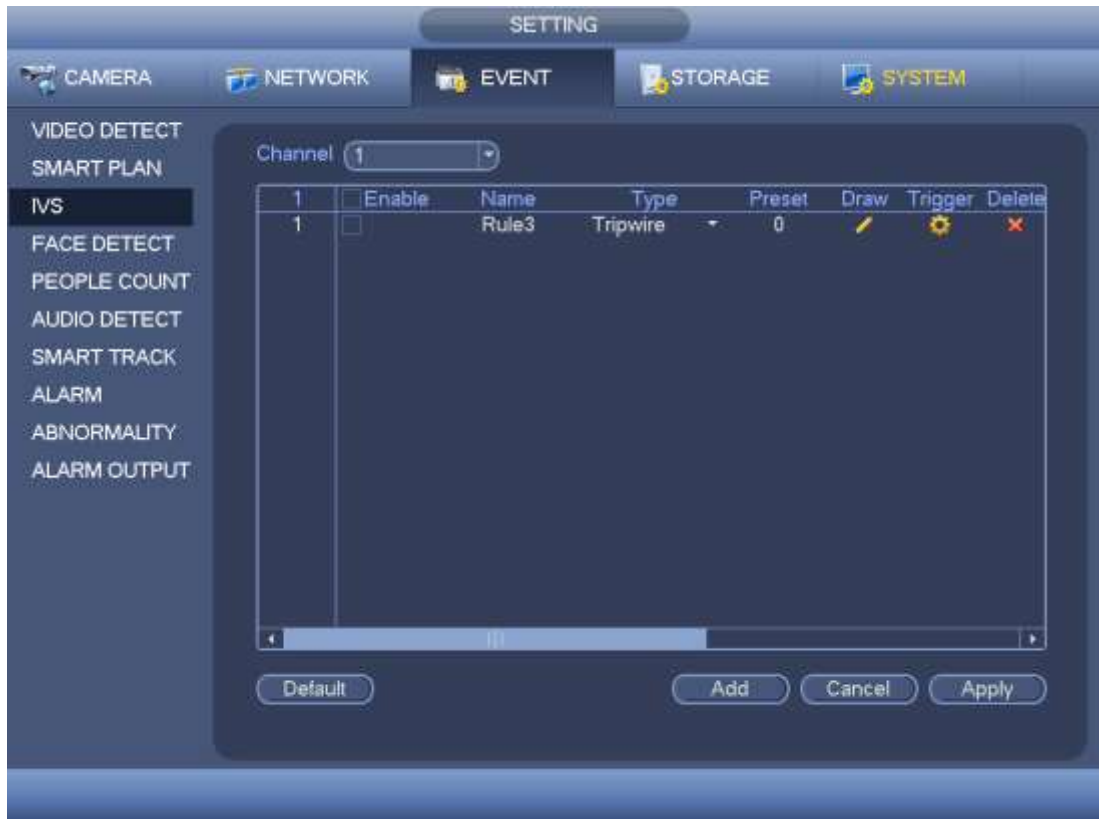 SETTING
CAMERA NETWORK EVENT STORAGE SYSTEM
VIDEO DETECT
SMART PLAN
IVS
FACE DETECT
PEOPLE COUNT
AUDIO DETECT
SMART TRACK
ALARM
ABNORMALITY
ALARM OUTPUT
Channel 1
1 Enable Name Type Preset Draw Trigger Delete
1 Rule3 Tripwire 0
Default Add Cancel Apply